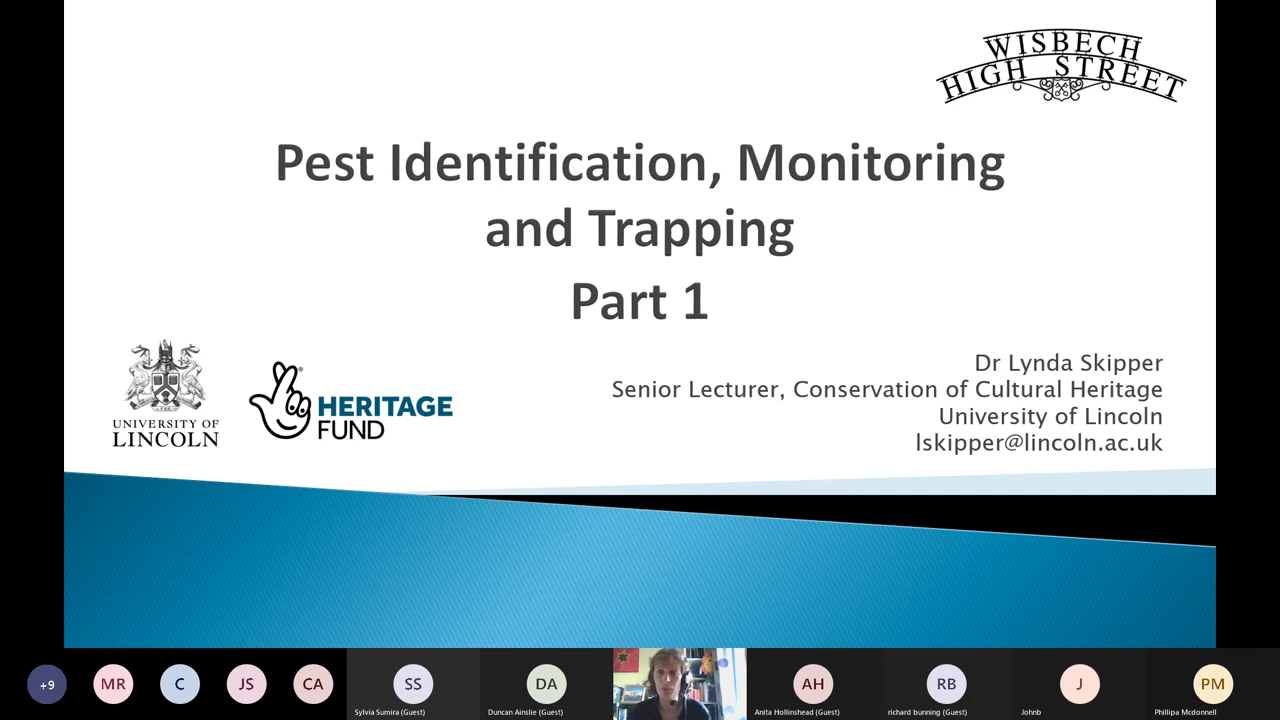 WISBECH
HIGH STREET
Pest Identification, Monitoring
and Trapping
Part 1
UNIVERSITY OF
LINCOLN
HERITAGE
FUND
Dr Lynda Skipper
Senior Lecturer, Conservation of Cultural Heritage
University of Lincoln
lskipper@lincoln.ac.uk
+9
MR
C
JS
CA
SS
Sylvia Sumira (Guest)
DA
Duncan Ainslie (Guest)
AH
Anita Hollinshead (Guest)
RB
richard bunning (Guest)
J
Johnb
PM
Phillipa Mcdonnell